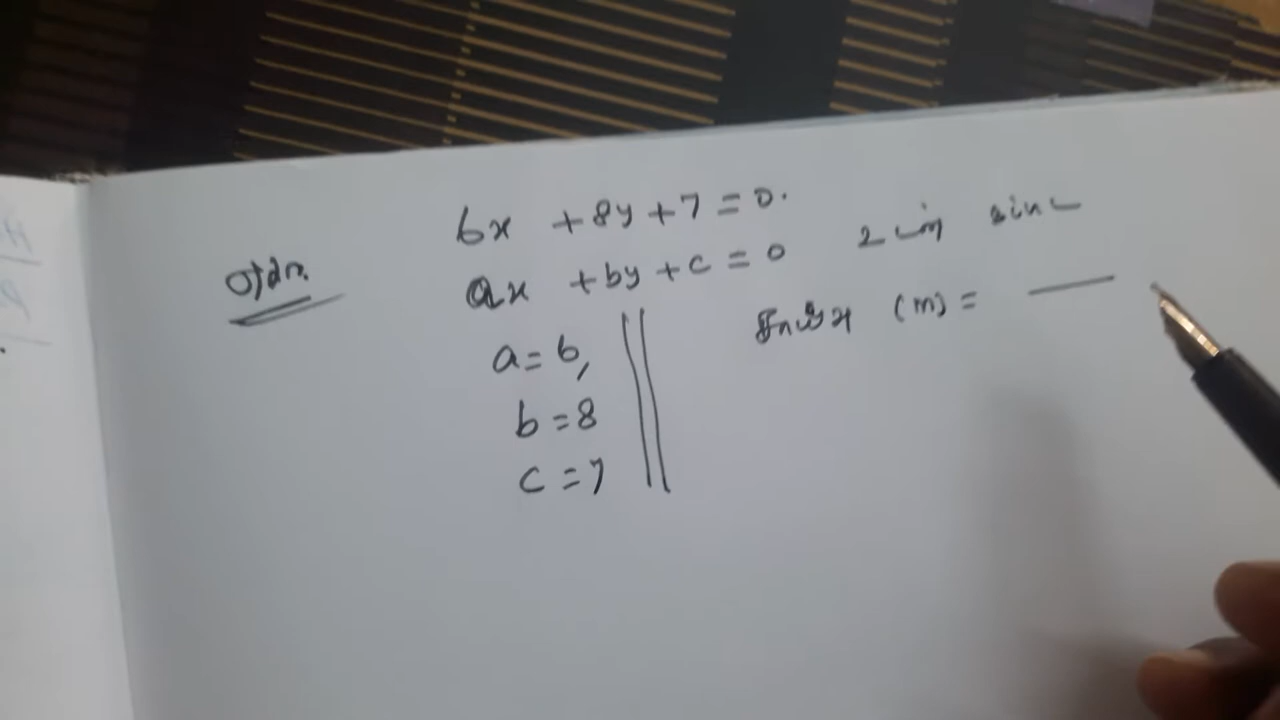 6x + 8y + 7 = 0.
ax + by + c = 0
சாய்வு (m) =
a = 6,
b = 8
c = 7